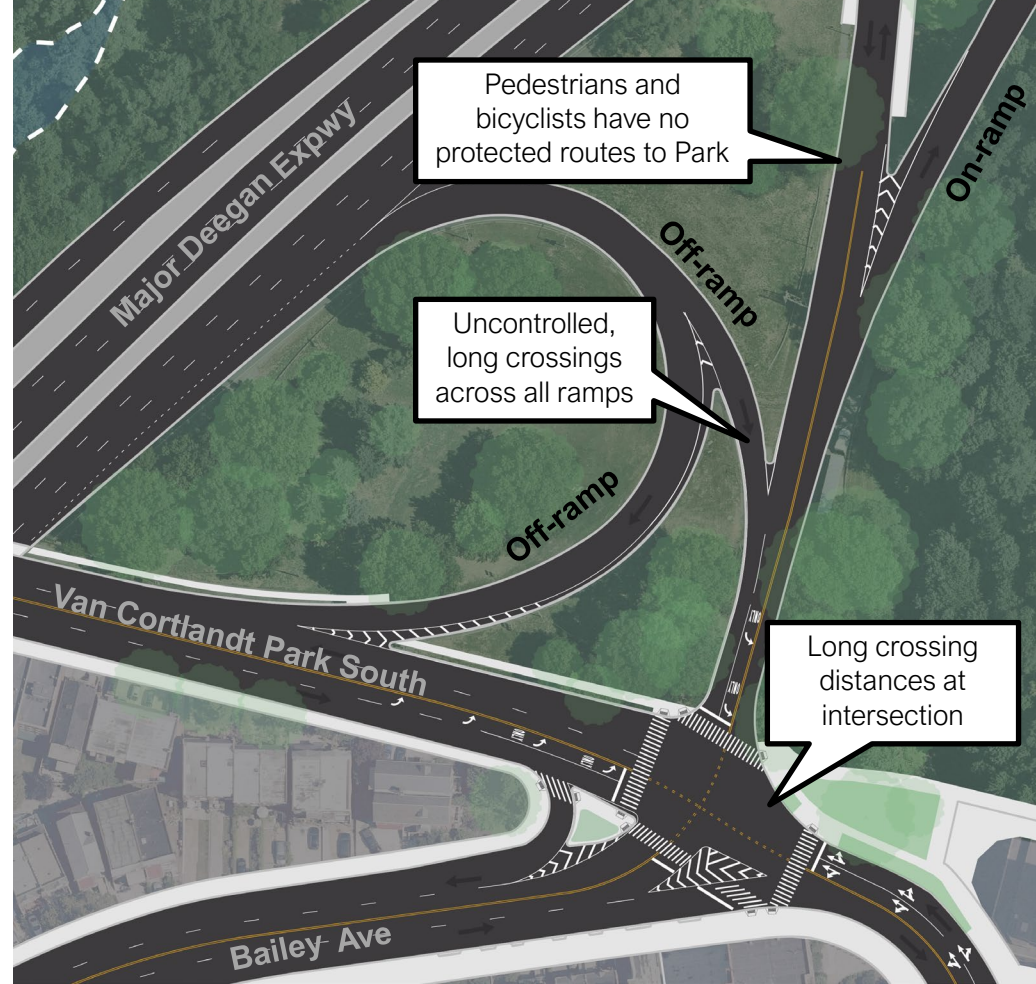 Pedestrians and
bicyclists have no
protected routes to Park
On-ramp
Major Deegan Expwy
Off-ramp
Uncontrolled,
long crossings
across all ramps
Off-ramp
Van Cortlandt Park South
Long crossing
distances at
intersection
Bailey Ave